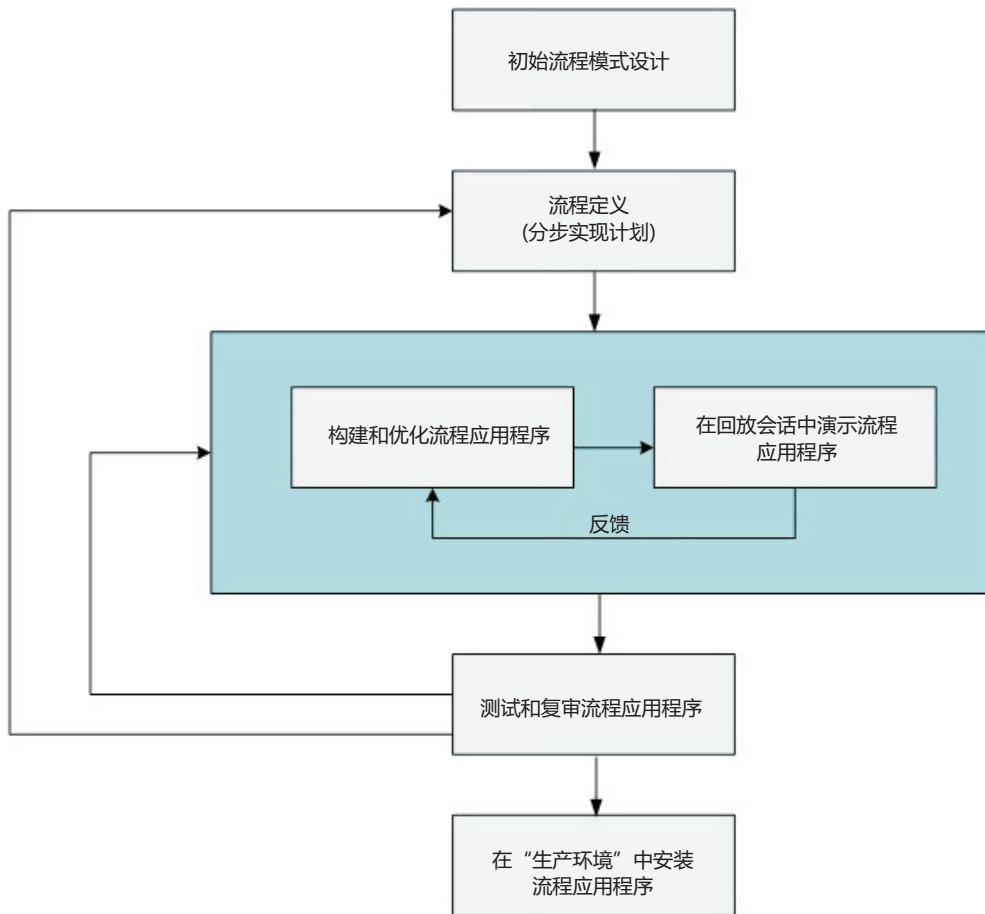 初始流程模式设计
流程定义
(分步实现计划)
构建和优化流程应用程序
在回放会话中演示流程
应用程序
反馈
测试和复审流程应用程序
在“生产环境”中安装
流程应用程序